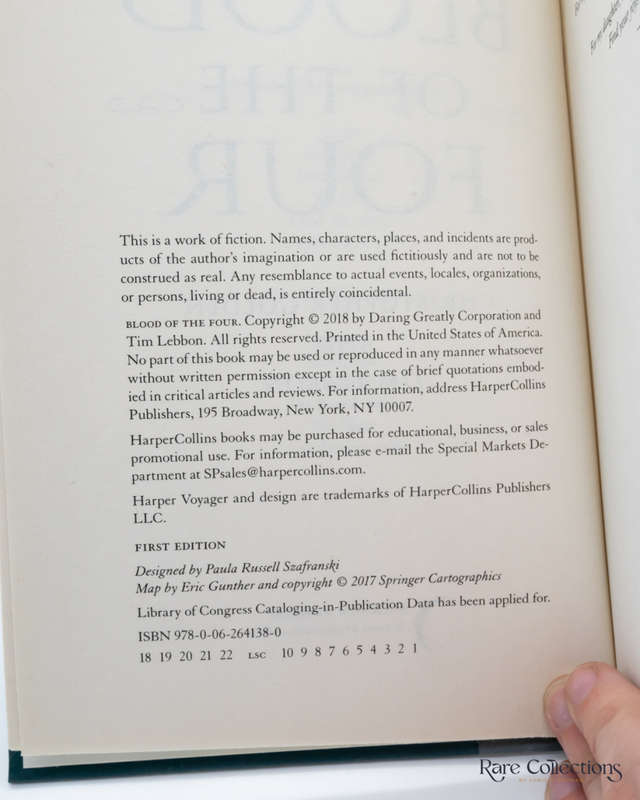 BLOOD
OF THE
FOUR
This is a work of fiction. Names, characters, places, and incidents are prod-
ucts of the author's imagination or are used fictitiously and are not to be
construed as real. Any resemblance to actual events, locales, organizations,
or persons, living or dead, is entirely coincidental.
BLOOD OF THE FOUR. Copyright © 2018 by Daring Greatly Corporation and
Tim Lebbon. All rights reserved. Printed in the United States of America.
No part of this book may be used or reproduced in any manner whatsoever
without written permission except in the case of brief quotations embod-
ied in critical articles and reviews. For information, address HarperCollins
Publishers, 195 Broadway, New York, NY 10007.
HarperCollins books may be purchased for educational, business, or sales
promotional use. For information, please e-mail the Special Markets De-
partment at SPsales@harpercollins.com.
Harper Voyager and design are trademarks of HarperCollins Publishers
LLC.
FIRST EDITION
Designed by Paula Russell Szafranski
Map by Eric Gunther and copyright © 2017 Springer Cartographics
Library of Congress Cataloging-in-Publication Data has been applied for.
ISBN 978-0-06-264138-0
18 19 20 21 22 LSC 10 9 8 7 6 5 4 3 2 1
Rare Collections